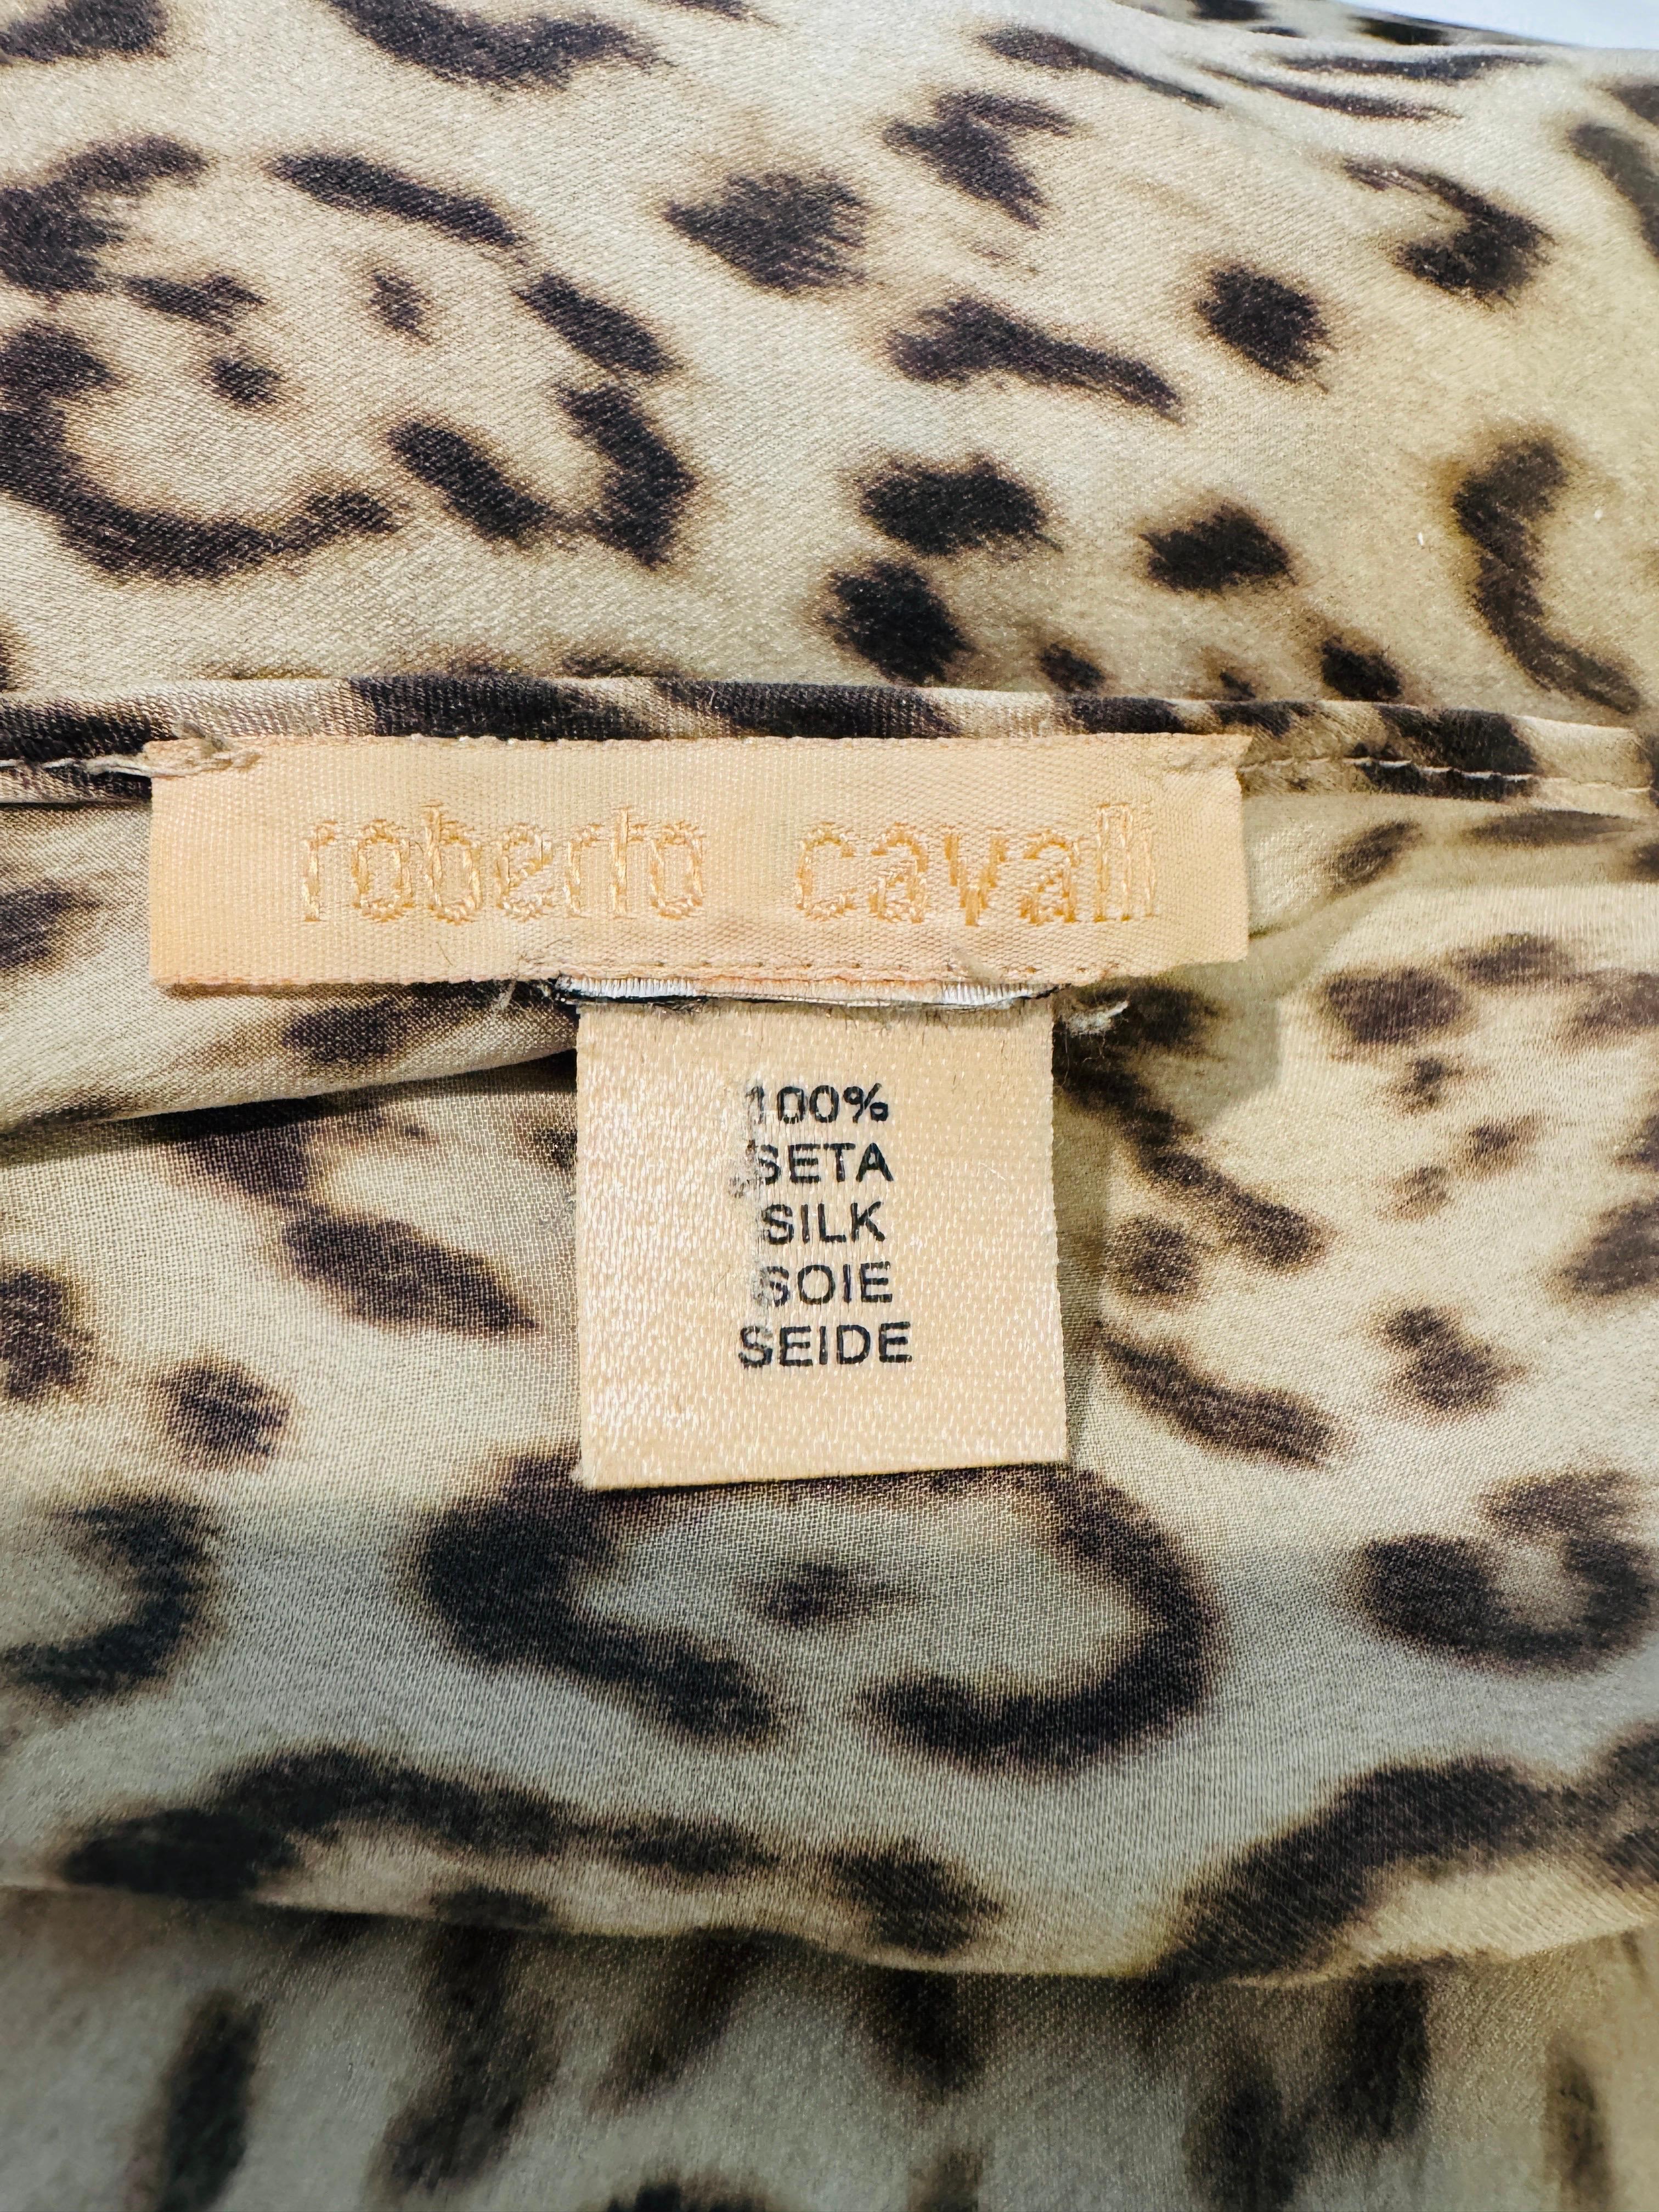 roberto cavalli
100%
SETA
SILK
SOIE
SEIDE